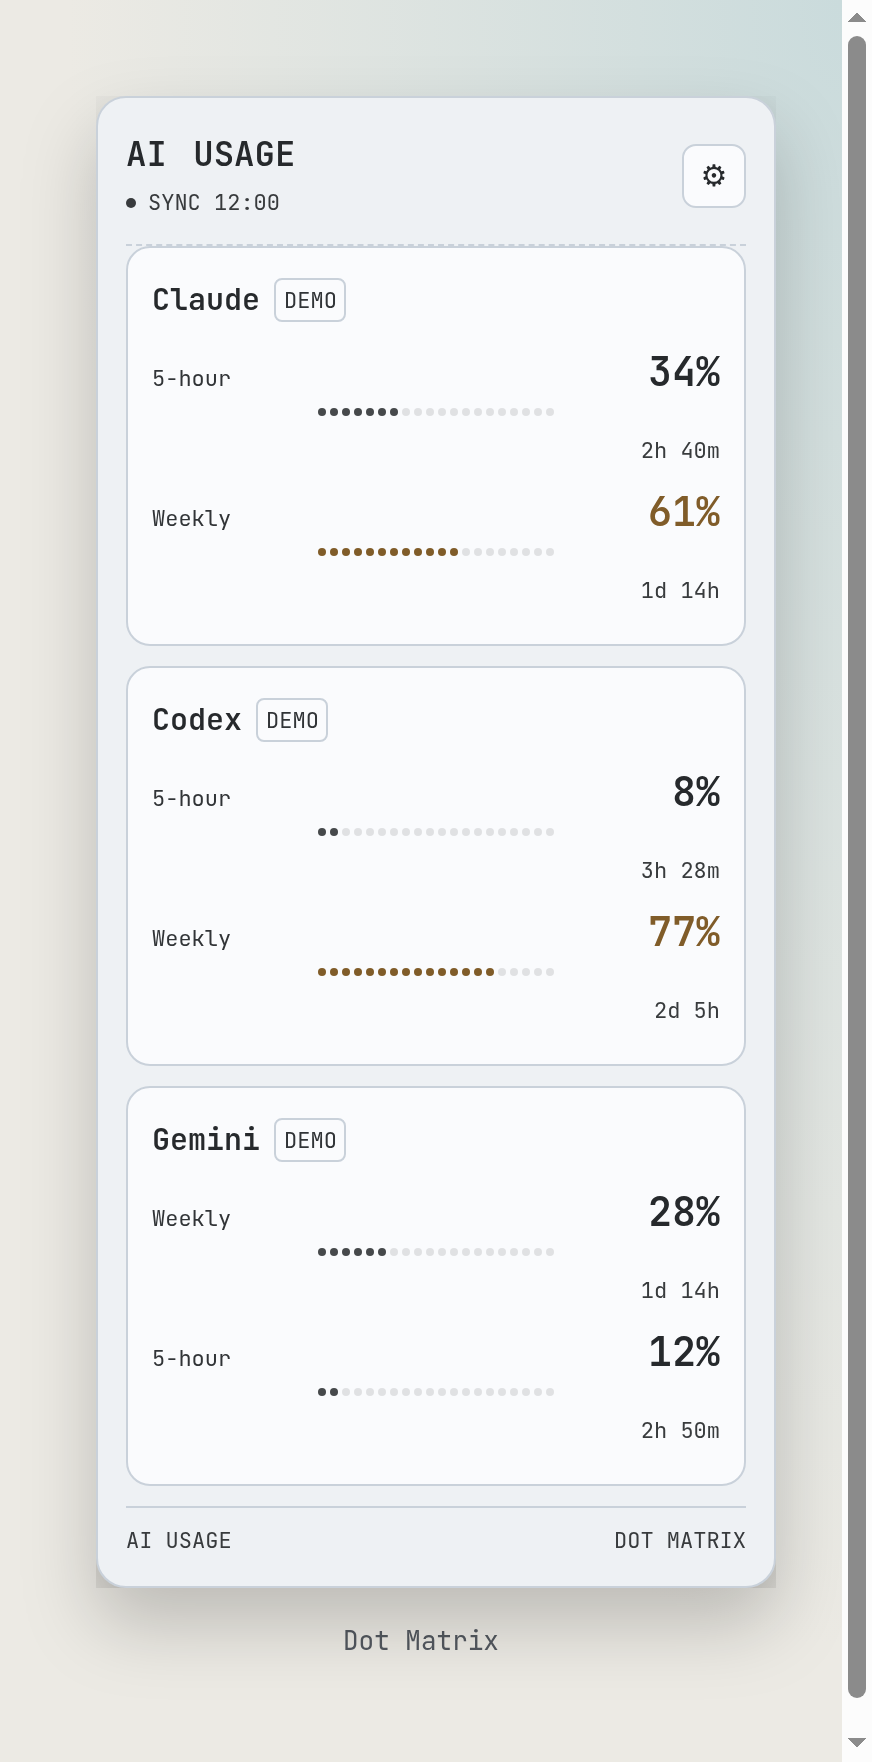 AI USAGE
SYNC 12:00
Claude DEMO
5-hour 34%
2h 40m
Weekly 61%
1d 14h
Codex DEMO
5-hour 8%
3h 28m
Weekly 77%
2d 5h
Gemini DEMO
Weekly 28%
1d 14h
5-hour 12%
2h 50m
AI USAGE DOT MATRIX
Dot Matrix